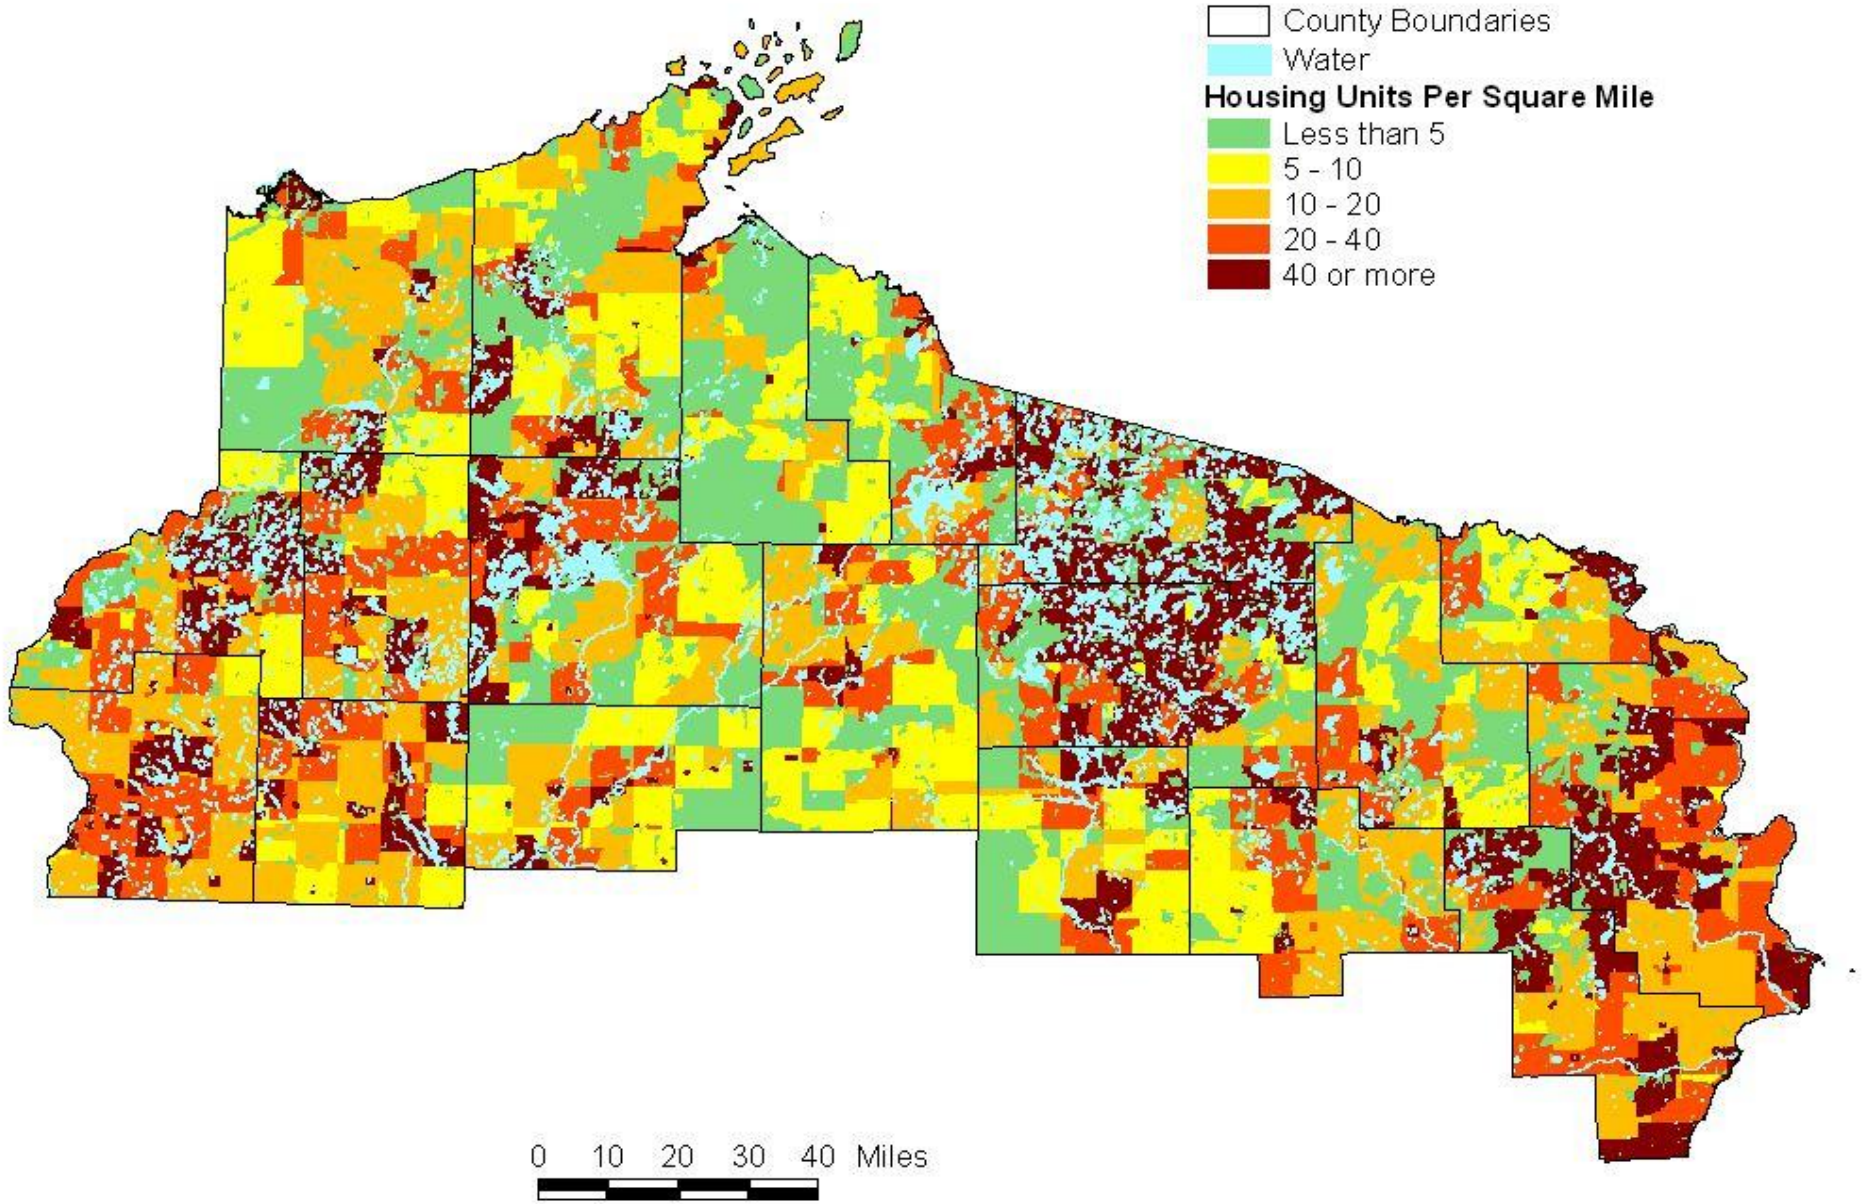 County Boundaries
Water
Housing Units Per Square Mile
Less than 5
5 - 10
10 - 20
20 - 40
40 or more
0 10 20 30 40 Miles